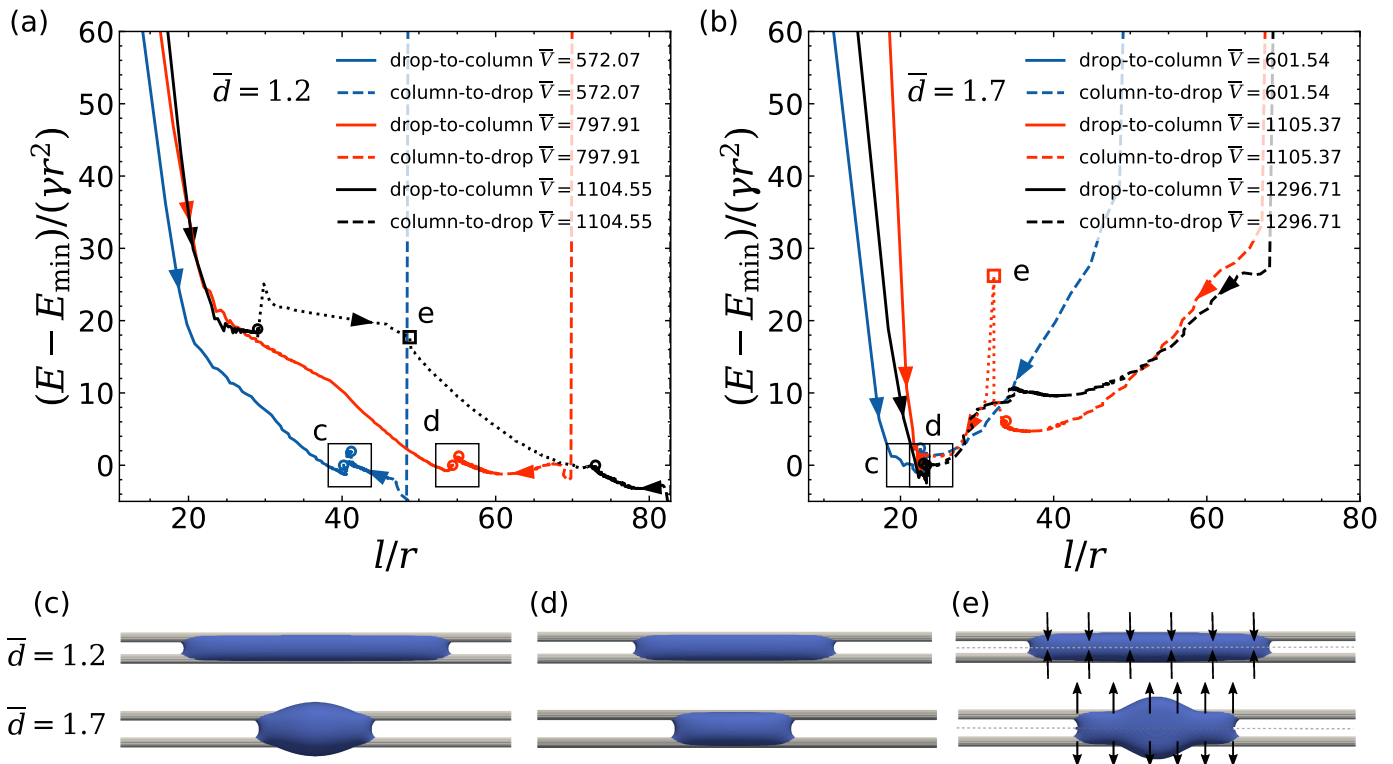 (a)
(E − E_min)/(γr²)
60
50
40
30
20
10
0
d̅ = 1.2
drop-to-column V̅ = 572.07
column-to-drop V̅ = 572.07
drop-to-column V̅ = 797.91
column-to-drop V̅ = 797.91
drop-to-column V̅ = 1104.55
column-to-drop V̅ = 1104.55
e
c
d
20 40 60 80
l/r
(b)
(E − E_min)/(γr²)
60
50
40
30
20
10
0
d̅ = 1.7
drop-to-column V̅ = 601.54
column-to-drop V̅ = 601.54
drop-to-column V̅ = 1105.37
column-to-drop V̅ = 1105.37
drop-to-column V̅ = 1296.71
column-to-drop V̅ = 1296.71
e
d
c
20 40 60 80
l/r
(c) (d) (e)
d̅ = 1.2
d̅ = 1.7